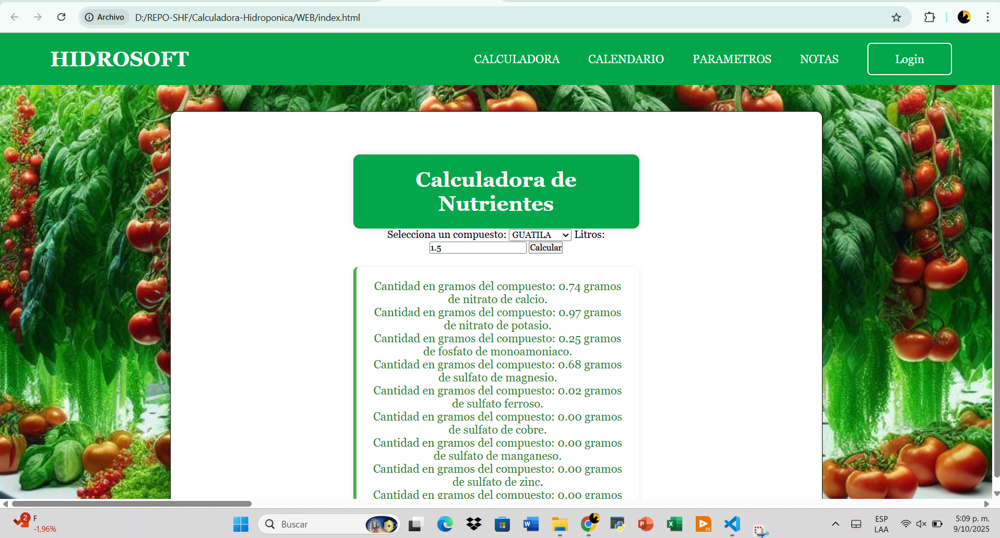 Archivo D:/REPO-SHF/Calculadora-Hidroponica/WEB/index.html
HIDROSOFT CALCULADORA CALENDARIO PARAMETROS NOTAS Login
Calculadora de
Nutrientes
Selecciona un compuesto: GUATILA Litros:
1.5 Calcular
Cantidad en gramos del compuesto: 0.74 gramos
de nitrato de calcio.
Cantidad en gramos del compuesto: 0.97 gramos
de nitrato de potasio.
Cantidad en gramos del compuesto: 0.25 gramos
de fosfato de monoamoniaco.
Cantidad en gramos del compuesto: 0.68 gramos
de sulfato de magnesio.
Cantidad en gramos del compuesto: 0.02 gramos
de sulfato ferroso.
Cantidad en gramos del compuesto: 0.00 gramos
de sulfato de cobre.
Cantidad en gramos del compuesto: 0.00 gramos
de sulfato de manganeso.
Cantidad en gramos del compuesto: 0.00 gramos
de sulfato de zinc.
Cantidad en gramos del compuesto: 0.00 gramos
2 F
-1,96%
Buscar
ESP
LAA
5:09 p. m.
9/10/2025